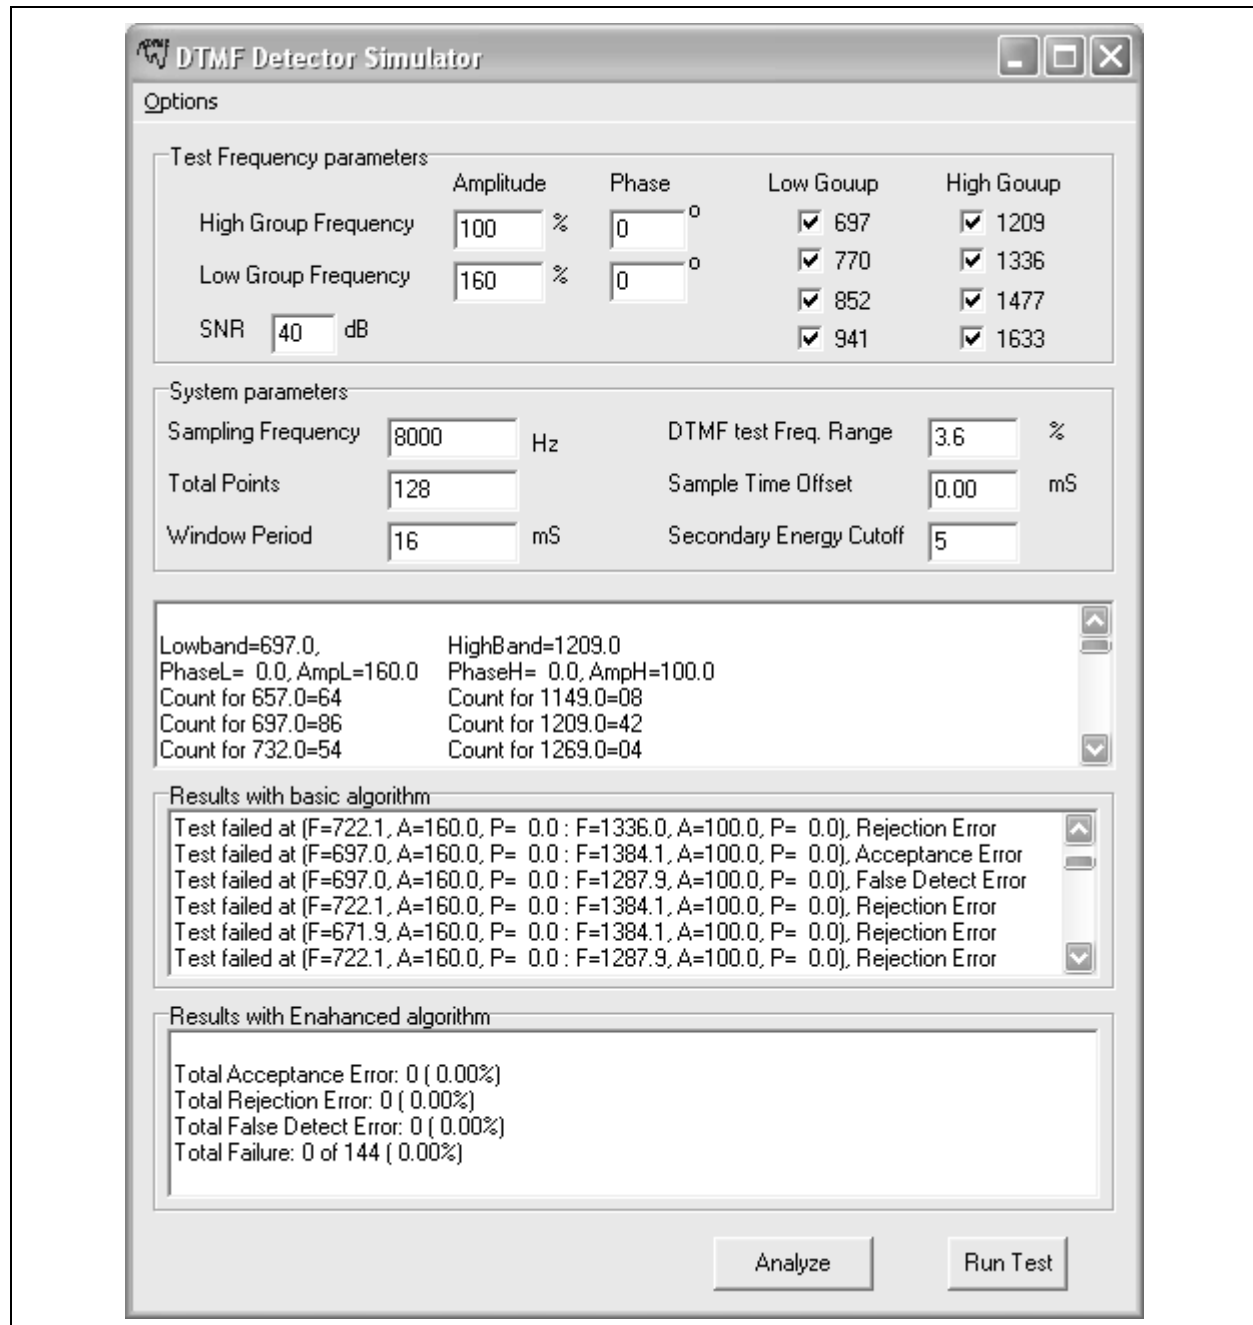 DTMF Detector Simulator
Options
Test Frequency parameters
Amplitude Phase Low Gouup High Gouup
High Group Frequency 100 % 0 o 697 1209
Low Group Frequency 160 % 0 o 770 1336
852 1477
SNR 40 dB 941 1633
System parameters
Sampling Frequency 8000 Hz DTMF test Freq. Range 3.6 %
Total Points 128 Sample Time Offset 0.00 mS
Window Period 16 mS Secondary Energy Cutoff 5
Lowband=697.0, HighBand=1209.0
PhaseL= 0.0, AmpL=160.0 PhaseH= 0.0, AmpH=100.0
Count for 657.0=64 Count for 1149.0=08
Count for 697.0=86 Count for 1209.0=42
Count for 732.0=54 Count for 1269.0=04
Results with basic algorithm
Test failed at (F=722.1, A=160.0, P= 0.0 : F=1336.0, A=100.0, P= 0.0), Rejection Error
Test failed at (F=697.0, A=160.0, P= 0.0 : F=1384.1, A=100.0, P= 0.0), Acceptance Error
Test failed at (F=697.0, A=160.0, P= 0.0 : F=1287.9, A=100.0, P= 0.0), False Detect Error
Test failed at (F=722.1, A=160.0, P= 0.0 : F=1384.1, A=100.0, P= 0.0), Rejection Error
Test failed at (F=671.9, A=160.0, P= 0.0 : F=1384.1, A=100.0, P= 0.0), Rejection Error
Test failed at (F=722.1, A=160.0, P= 0.0 : F=1287.9, A=100.0, P= 0.0), Rejection Error
Results with Enahanced algorithm
Total Acceptance Error: 0 ( 0.00%)
Total Rejection Error: 0 ( 0.00%)
Total False Detect Error: 0 ( 0.00%)
Total Failure: 0 of 144 ( 0.00%)
Analyze Run Test